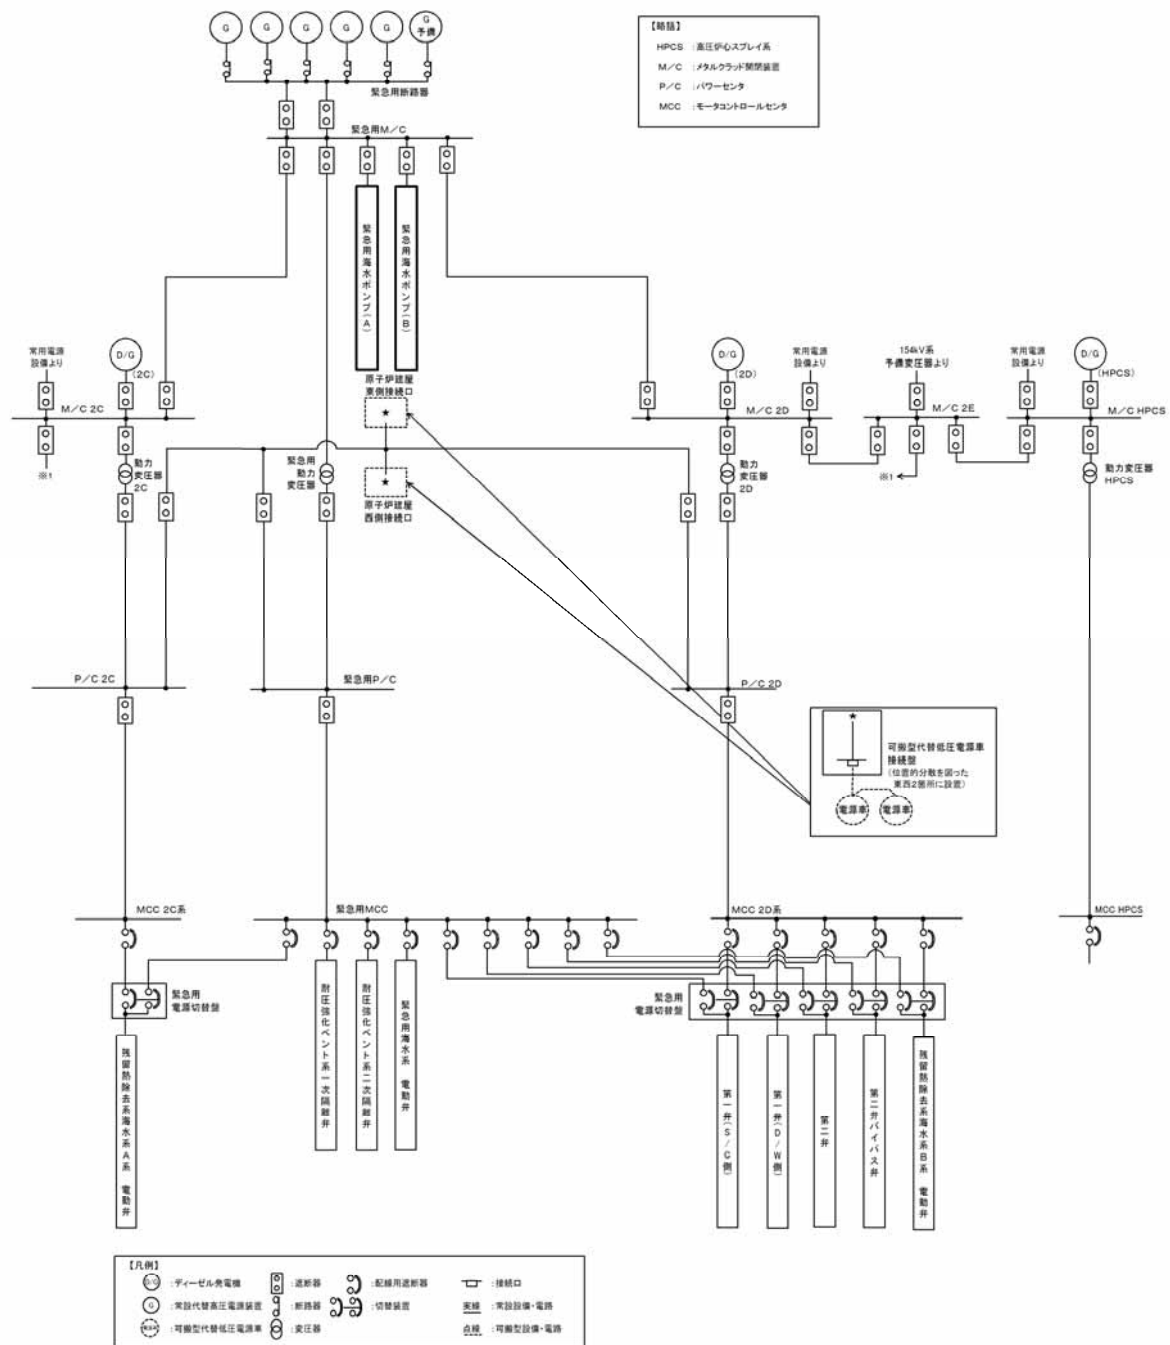 G
G
G
G
G
G
予備
緊急用断路器
【略語】
HPCS :高圧炉心スプレイ系
M/C :メタルクラッド開閉装置
P/C :パワーセンタ
MCC :モータコントロールセンタ
緊急用M/C
緊急用海水ポンプ(A)
緊急用海水ポンプ(B)
常用電源
設備より
D/G
(2C)
M/C 2C
※1
動力
変圧器
2C
原子炉建屋
東側接続口
★
★
原子炉建屋
西側接続口
緊急用
動力
変圧器
D/G
(2D)
M/C 2D
動力
変圧器
2D
常用電源
設備より
154kV系
予備変圧器より
M/C 2E
※1
常用電源
設備より
D/G
(HPCS)
M/C HPCS
動力変圧器
HPCS
P/C 2C
緊急用P/C
P/C 2D
★
可搬型代替低圧電源車
接続盤
(位置的分散を図った
東西2箇所に設置)
電源車
電源車
MCC 2C系
緊急用MCC
MCC 2D系
MCC HPCS
緊急用
電源切替盤
緊急用
電源切替盤
残留熱除去系海水系A系 電動弁
耐圧強化ベント系一次隔離弁
耐圧強化ベント系二次隔離弁
緊急用海水系 電動弁
第一弁(S/C側)
第一弁(D/W側)
第二弁
第二弁バイパス弁
残留熱除去系海水系B系 電動弁
【凡例】
D/G :ディーゼル発電機
:遮断器
:配線用遮断器
:接続口
G :常設代替高圧電源装置
:断路器
:切替装置
実線 :常設設備・電路
電源車 :可搬型代替低圧電源車
:変圧器
点線 :可搬型設備・電路